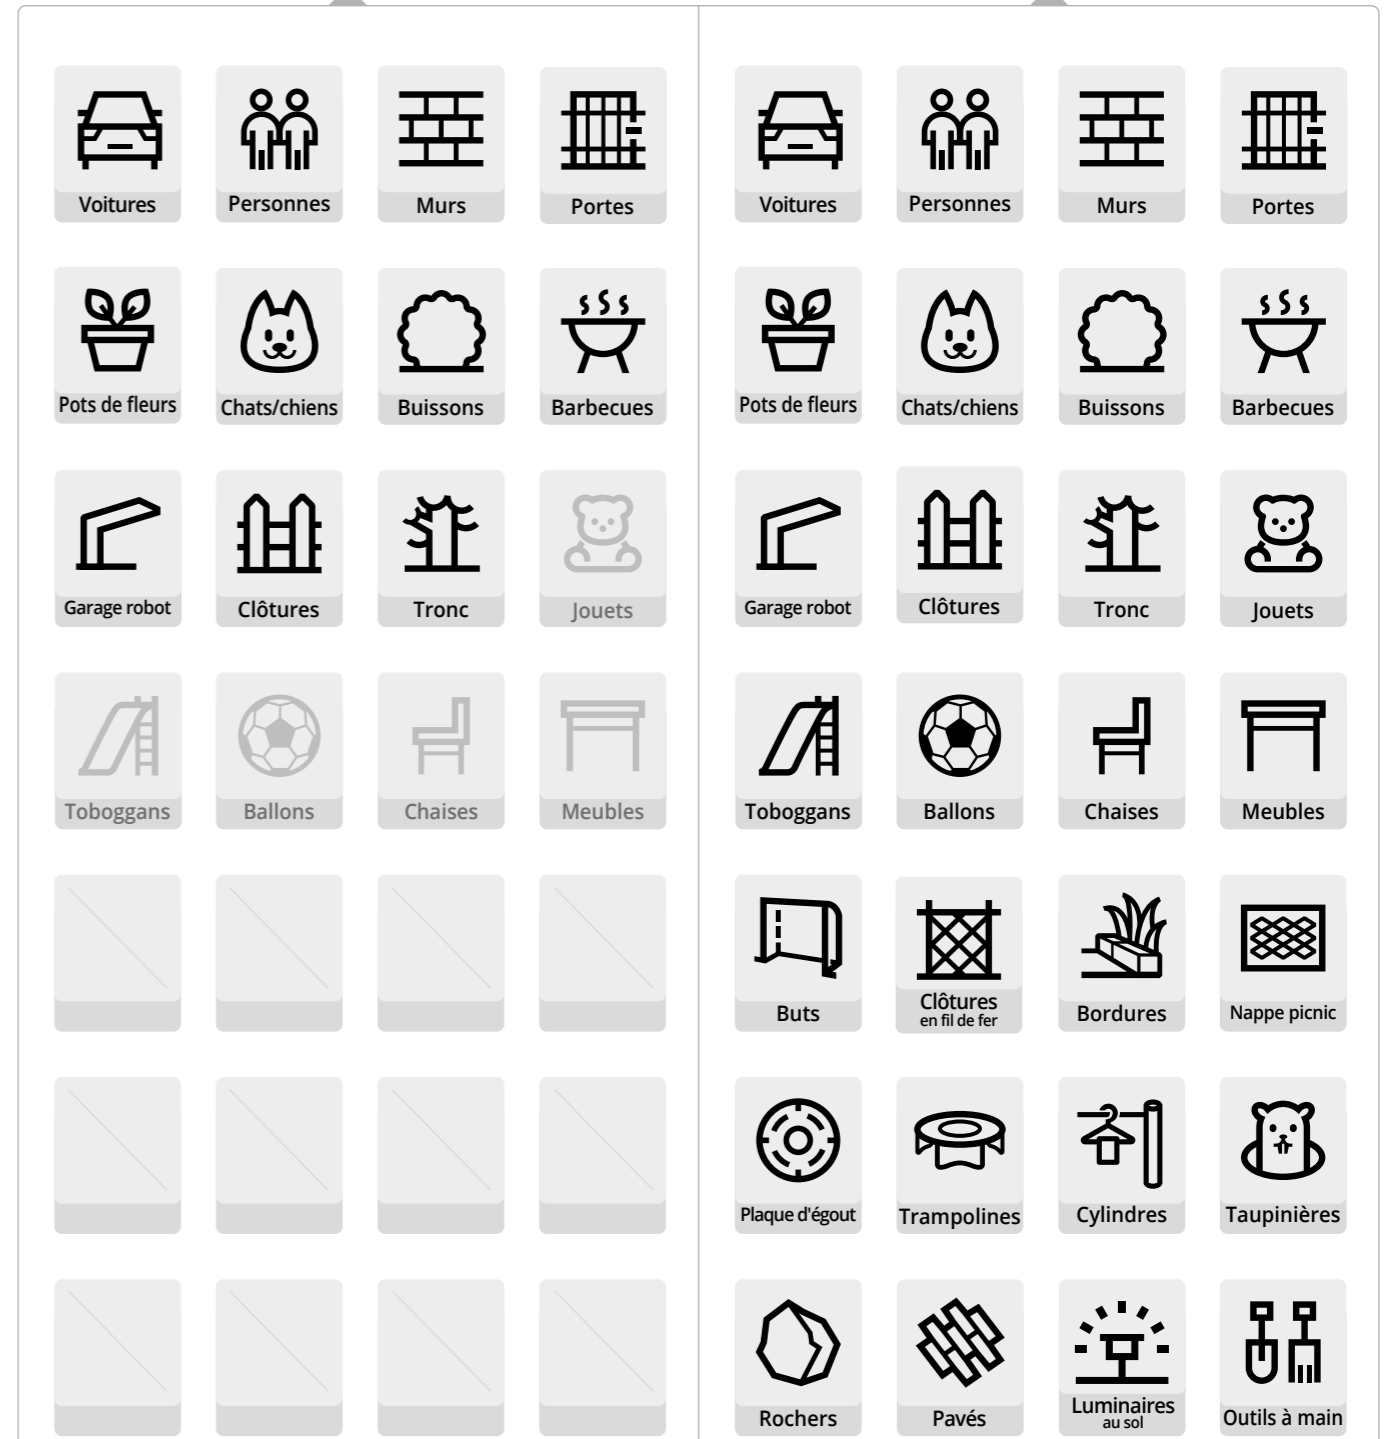 Voitures
Personnes
Murs
Portes
Pots de fleurs
Chats/chiens
Buissons
Barbecues
Garage robot
Clôtures
Tronc
Jouets
Toboggans
Ballons
Chaises
Meubles
Voitures
Personnes
Murs
Portes
Pots de fleurs
Chats/chiens
Buissons
Barbecues
Garage robot
Clôtures
Tronc
Jouets
Toboggans
Ballons
Chaises
Meubles
Buts
Clôtures
en fil de fer
Bordures
Nappe picnic
Plaque d'égout
Trampolines
Cylindres
Taupinières
Rochers
Pavés
Luminaires
au sol
Outils à main